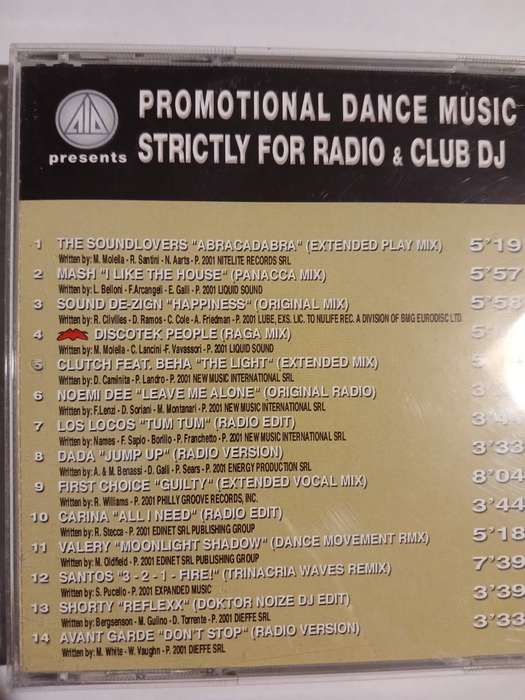 PROMOTIONAL DANCE MUSIC
presents STRICTLY FOR RADIO & CLUB DJ
1 THE SOUNDLOVERS "ABRACADABRA" (EXTENDED PLAY MIX) 5'19
Written by: M. Molella - R. Santini - N. Aarts - P. 2001 NITELITE RECORDS SRL
2 MASH "I LIKE THE HOUSE" (PANACCA MIX) 5'57
Written by: L. Belloni - F.Arcangeli - E. Galli - P. 2001 LIQUID SOUND
3 SOUND DE-ZIGN "HAPPINESS" (ORIGINAL MIX) 5'58
Written by: R. Clivilles - D. Ramos - C. Cole - A. Friedman - P. 2001 LUBE, EXS. LIC. TO NULIFE REC. A DIVISION OF BMG EURODISC LTD.
4 DISCOTEK PEOPLE (RAGA MIX)
Written by: M. Molella - C. Lancini - F. Vavassori - P. 2001 LIQUID SOUND
5 CLUTCH FEAT. BEHA "THE LIGHT" (EXTENDED MIX)
Written by: D. Caminita - P. Landro - P. 2001 NEW MUSIC INTERNATIONAL SRL
6 NOEMI DEE "LEAVE ME ALONE" (ORIGINAL RADIO)
Written by: F.Lenzi - D. Soriani - M. Montanari - P. 2001 NEW MUSIC INTERNATIONAL SRL
7 LOS LOCOS "TUM TUM" (RADIO EDIT)
Written by: Names - F. Sapio - Borillo - P. Franchetto - P. 2001 NEW MUSIC INTERNATIONAL SRL
8 DADA "JUMP UP" (RADIO VERSION) 3'33
Written by: A. & M. Benassi - D. Galli - P. Sears - P. 2001 ENERGY PRODUCTION SRL
9 FIRST CHOICE "GUILTY" (EXTENDED VOCAL MIX) 8'04
Written by: R. Williams - P. 2001 PHILLY GROOVE RECORDS, INC.
10 CARINA "ALL I NEED" (RADIO EDIT) 3'44
Written by: R. Stecca - P. 2001 EDINET SRL PUBLISHING GROUP
11 VALERY "MOONLIGHT SHADOW" (DANCE MOVEMENT RMX) 5'18
Written by: M. Oldfield - P. 2001 EDINET SRL PUBLISHING GROUP
12 SANTOS "3 - 2 - 1 - FIRE!" (TRINACRIA WAVES REMIX) 7'39
Written by: S. Pucello - P. 2001 EXPANDED MUSIC
13 SHORTY "REFLEXX" (DOKTOR NOIZE DJ EDIT) 3'39
Written by: Bergsenson - M. Gulino - D. Torrente - P. 2001 DIEFFE SRL
14 AVANT GARDE "DON'T STOP" (RADIO VERSION) 3'33
Written by: M. White - W. Vaughn - P. 2001 DIEFFE SRL